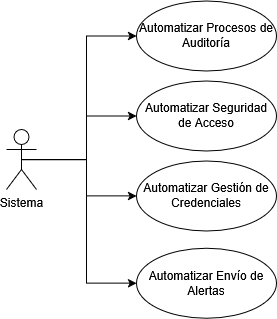 Automatizar Procesos de
Auditoría
Automatizar Seguridad
de Acceso
Sistema
Automatizar Gestión de
Credenciales
Automatizar Envío de
Alertas